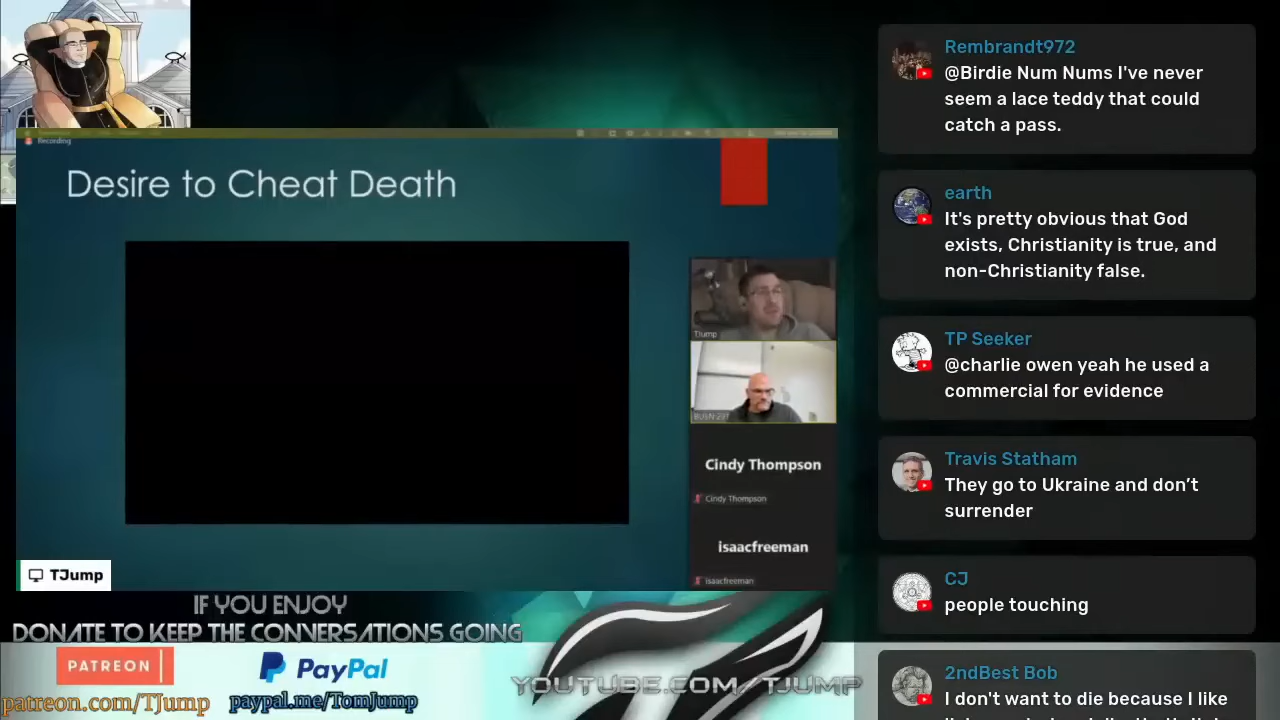 Recording
Desire to Cheat Death
TJump
Cindy Thompson
Cindy Thompson
isaacfreeman
isaacfreeman
TJump
IF YOU ENJOY
DONATE TO KEEP THE CONVERSATIONS GOING
PATREON
PayPal
patreon.com/TJump
paypal.me/TomJump
YOUTUBE.COM/TJUMP
Rembrandt972
@Birdie Num Nums I've never
seem a lace teddy that could
catch a pass.
earth
It's pretty obvious that God
exists, Christianity is true, and
non-Christianity false.
TP Seeker
@charlie owen yeah he used a
commercial for evidence
Travis Statham
They go to Ukraine and don't
surrender
CJ
people touching
2ndBest Bob
I don't want to die because I like